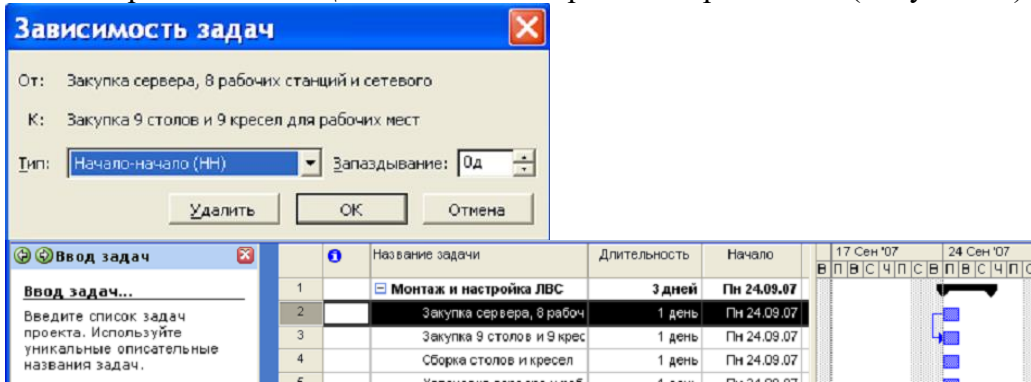 Зависимость задач
От: Закупка сервера, 8 рабочих станций и сетевого
К: Закупка 9 столов и 9 кресел для рабочих мест
Тип: Начало-начало (НН) Запаздывание: 0д
Удалить ОК Отмена
Ввод задач
Ввод задач...
Введите список задач
проекта. Используйте
уникальные описательные
названия задач.
Название задачи Длительность Начало 17 Сен '07 24 Сен '07
В П В С Ч П С В П В С Ч П С
1 Монтаж и настройка ЛВС 3 дней Пн 24.09.07
2 Закупка сервера, 8 рабоч 1 день Пн 24.09.07
3 Закупка 9 столов и 9 крес 1 день Пн 24.09.07
4 Сборка столов и кресел 1 день Пн 24.09.07